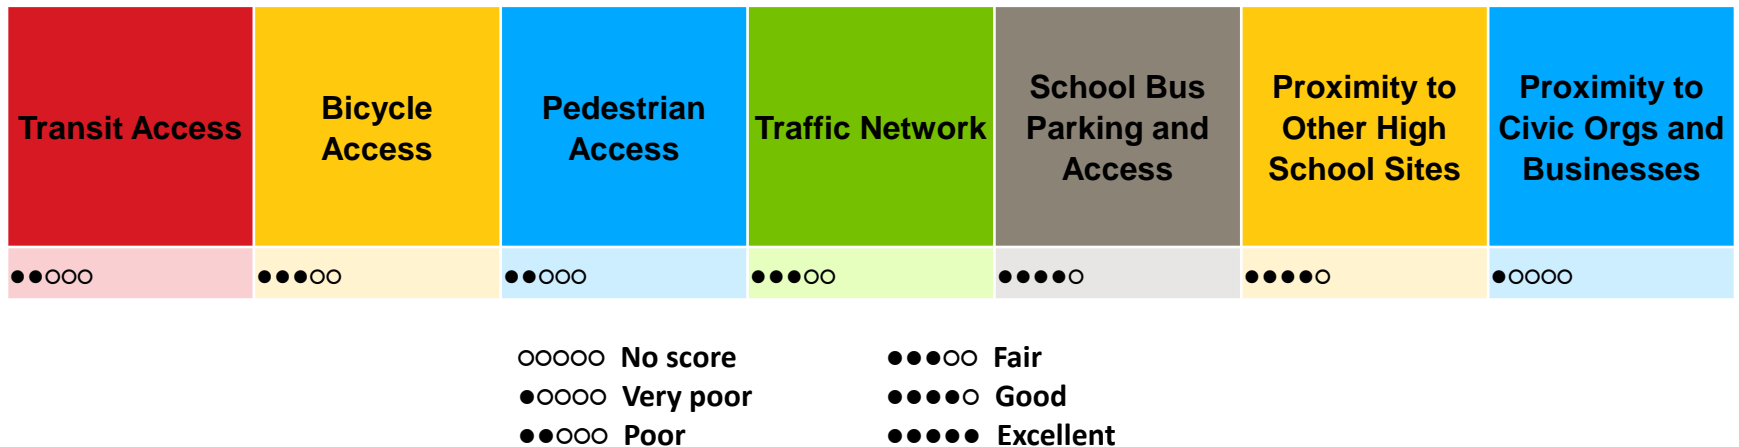 Transit Access
Bicycle
Access
Pedestrian
Access
Traffic Network
School Bus
Parking and
Access
Proximity to
Other High
School Sites
Proximity to
Civic Orgs and
Businesses
●●○○○
●●●○○
●●○○○
●●●○○
●●●●○
●●●●○
●○○○○
○○○○○ No score
●○○○○ Very poor
●●○○○ Poor
●●●○○ Fair
●●●●○ Good
●●●●● Excellent